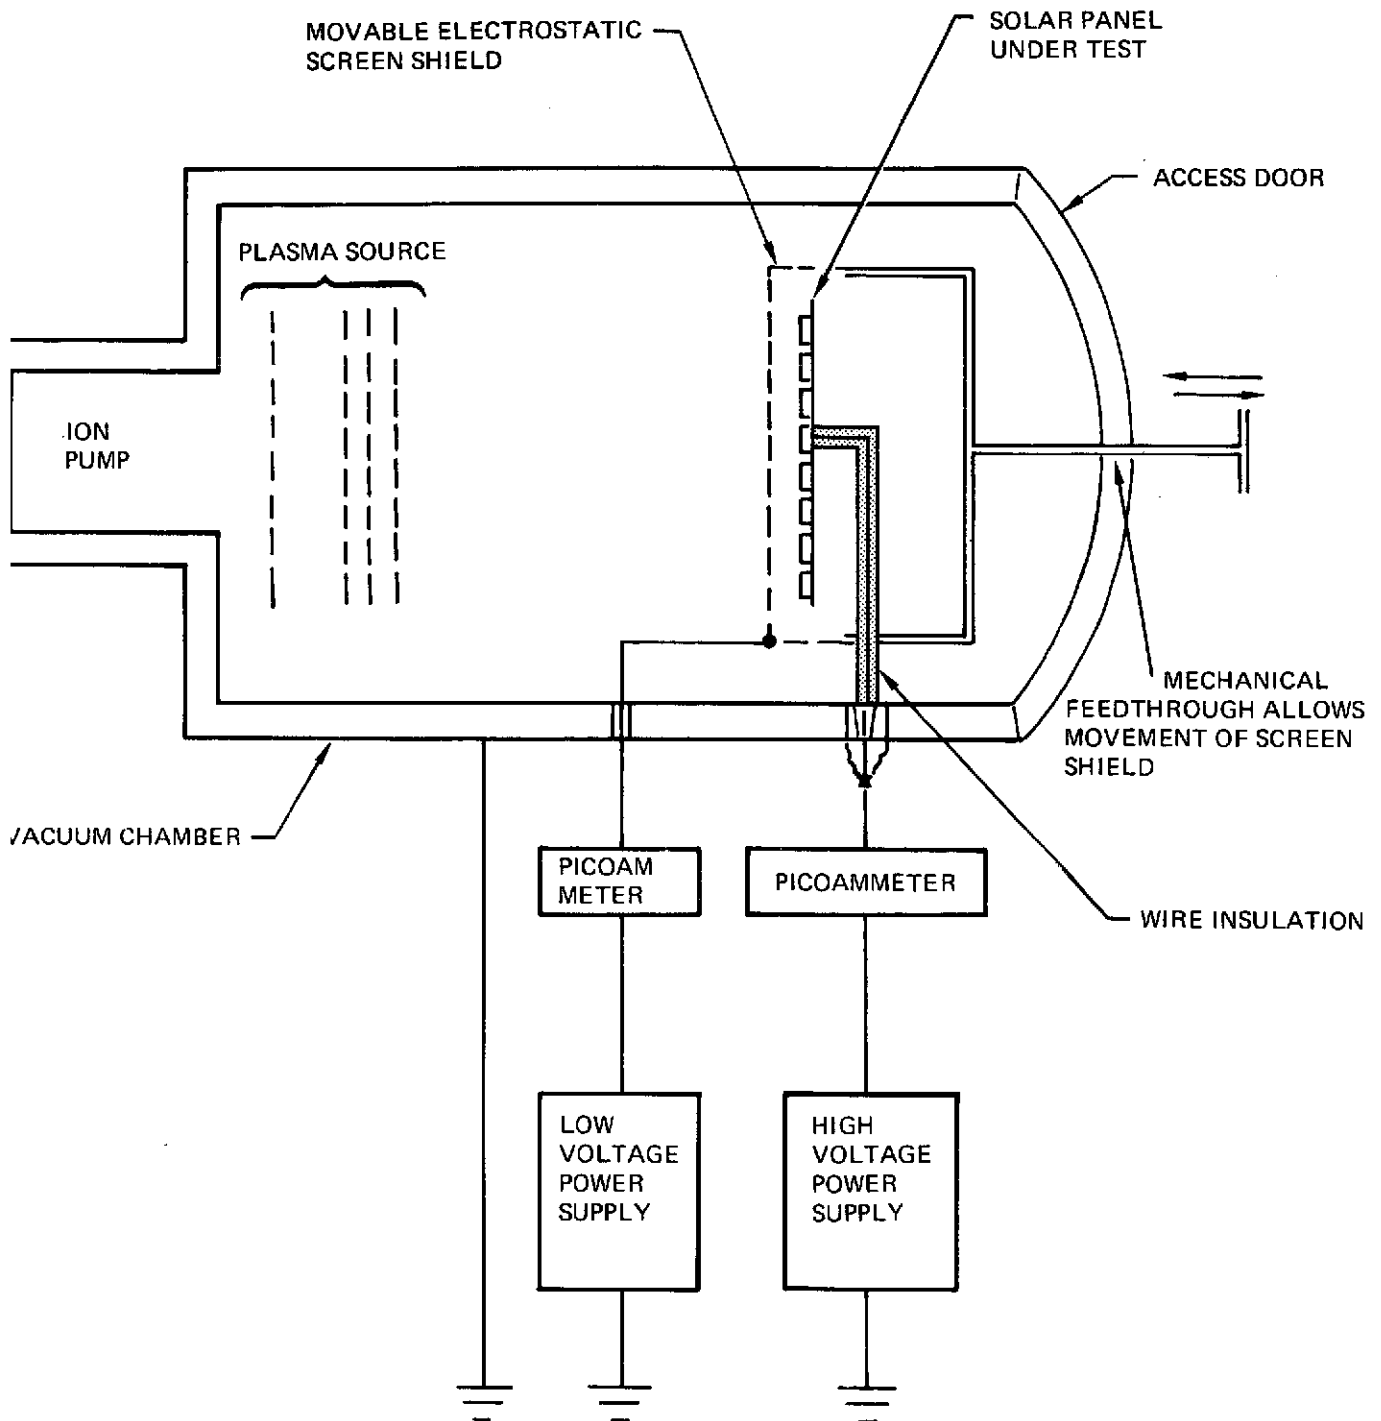 MOVABLE ELECTROSTATIC
SCREEN SHIELD
SOLAR PANEL
UNDER TEST
ACCESS DOOR
PLASMA SOURCE
ION
PUMP
MECHANICAL
FEEDTHROUGH ALLOWS
MOVEMENT OF SCREEN
SHIELD
VACUUM CHAMBER
PICOAM
METER
PICOAMMETER
WIRE INSULATION
LOW
VOLTAGE
POWER
SUPPLY
HIGH
VOLTAGE
POWER
SUPPLY